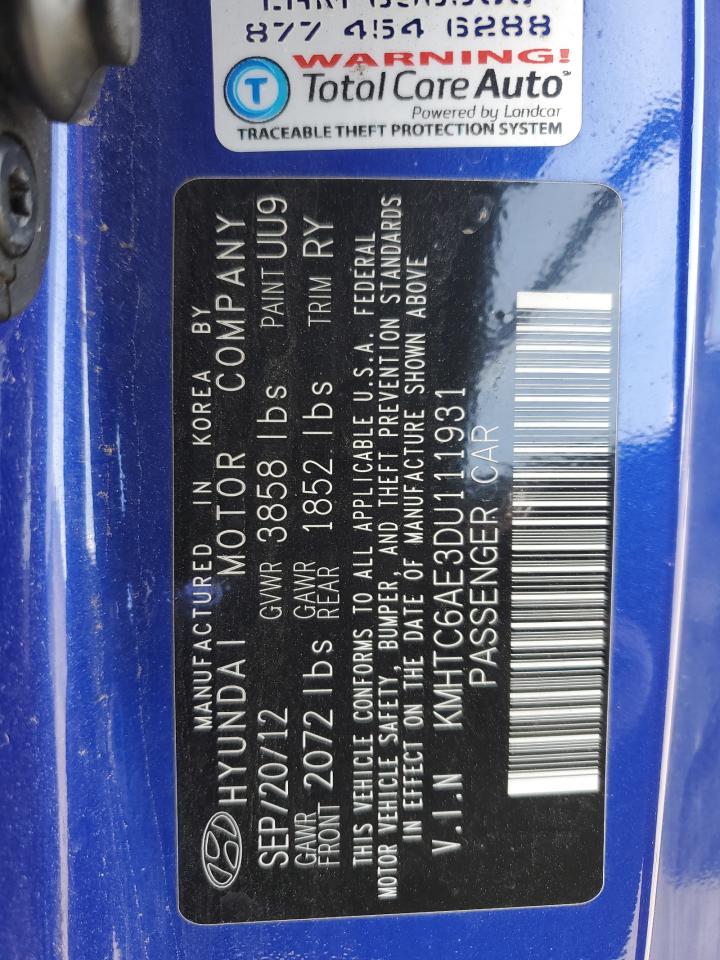 877 454 6288
WARNING!
T Total Care Auto
Powered by Landcar
TRACEABLE THEFT PROTECTION SYSTEM
MANUFACTURED IN KOREA BY
HYUNDAI MOTOR COMPANY
SEP/20/12 GVWR 3858 lbs PAINT UU9
GAWR FRONT 2072 lbs GAWR REAR 1852 lbs TRIM RY
THIS VEHICLE CONFORMS TO ALL APPLICABLE U.S.A. FEDERAL
MOTOR VEHICLE SAFETY, BUMPER, AND THEFT PREVENTION STANDARDS
IN EFFECT ON THE DATE OF MANUFACTURE SHOWN ABOVE
V.I.N KMHTC6AE3DU111931
PASSENGER CAR